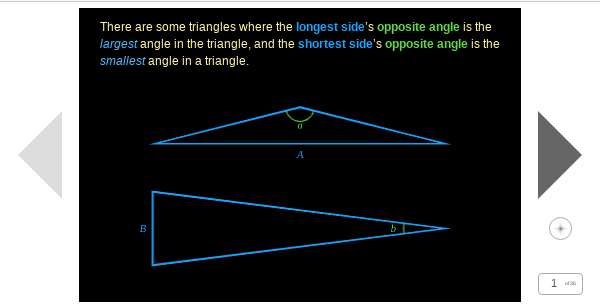 There are some triangles where the longest side's opposite angle is the
largest angle in the triangle, and the shortest side's opposite angle is the
smallest angle in a triangle.
a
A
B
b
1 of 36